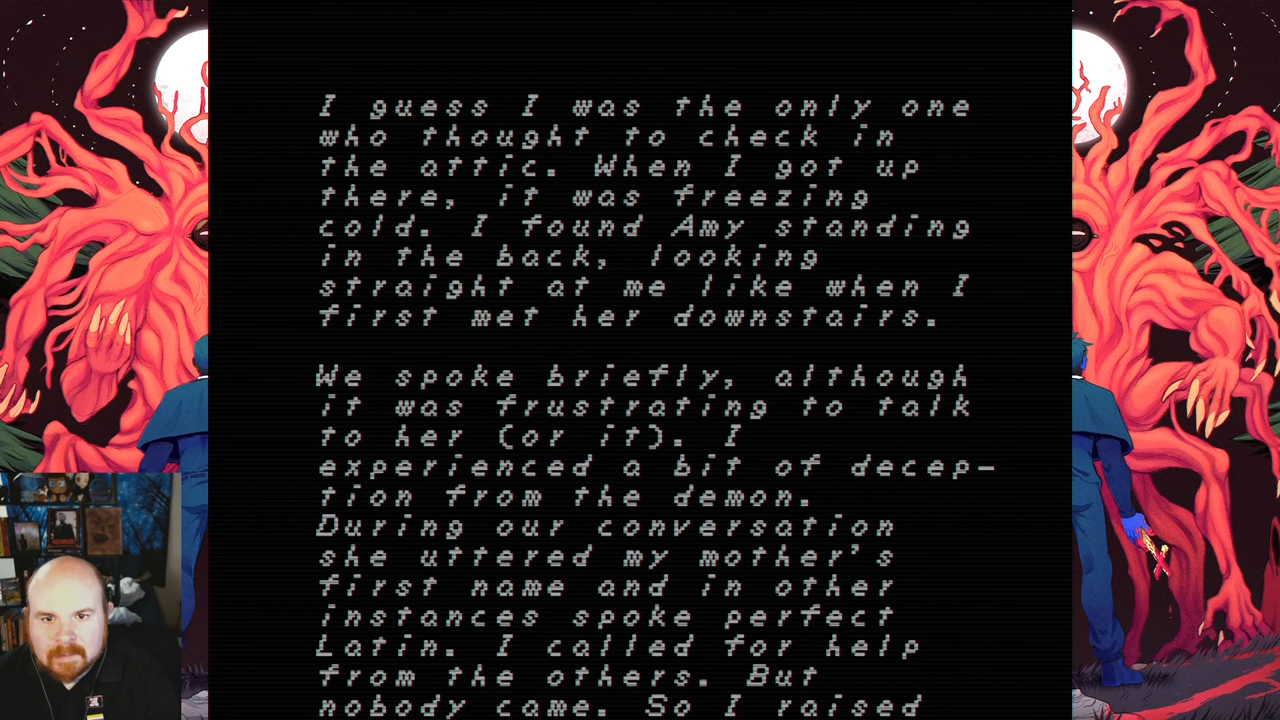 I guess I was the only one
who thought to check in
the attic. When I got up
there, it was freezing
cold. I found Amy standing
in the back, looking
straight at me like when I
first met her downstairs.
We spoke briefly, although
it was frustrating to talk
to her (or it). I
experienced a bit of decep-
tion from the demon.
During our conversation
she uttered my mother's
first name and in other
instances spoke perfect
Latin. I called for help
from the others. But
nobody came. So I raised